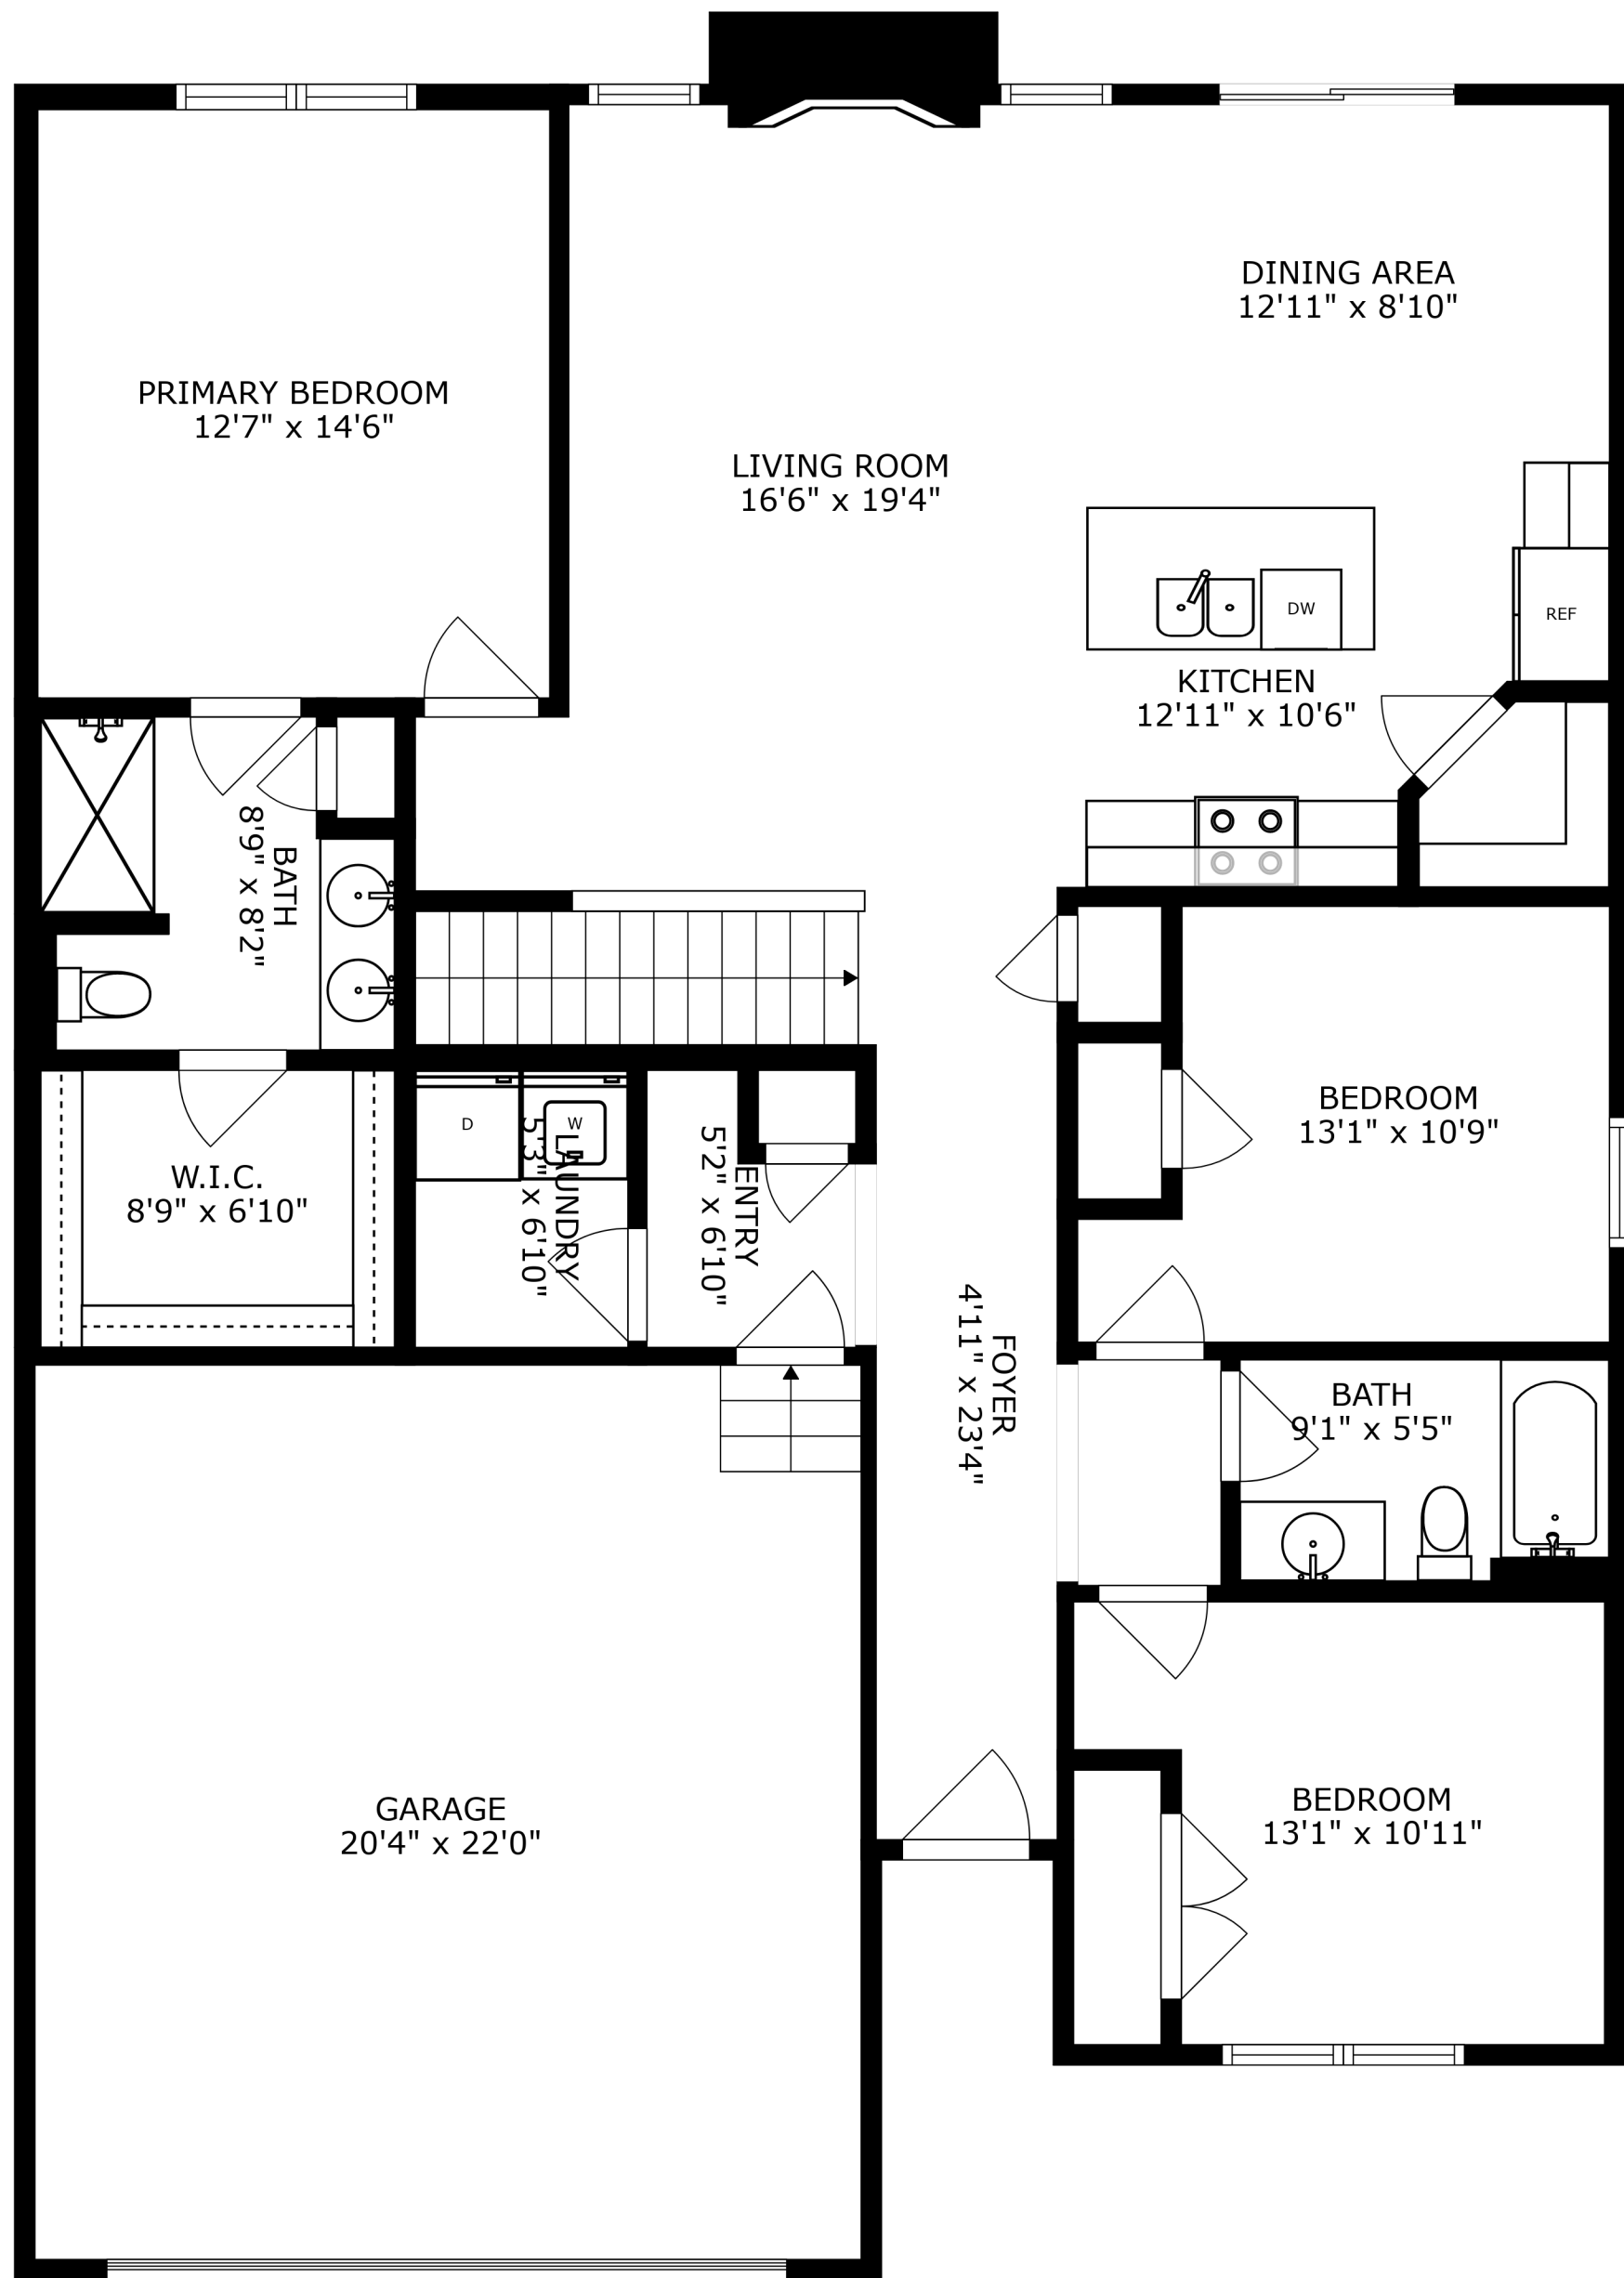 DINING AREA
12'11" x 8'10"
PRIMARY BEDROOM
12'7" x 14'6"
LIVING ROOM
16'6" x 19'4"
DW
REF
KITCHEN
12'11" x 10'6"
BATH
8'9" x 8'2"
BEDROOM
13'1" x 10'9"
D
W
LAUNDRY
5'3" x 6'10"
ENTRY
5'2" x 6'10"
W.I.C.
8'9" x 6'10"
FOYER
4'11" x 23'4"
BATH
9'1" x 5'5"
GARAGE
20'4" x 22'0"
BEDROOM
13'1" x 10'11"